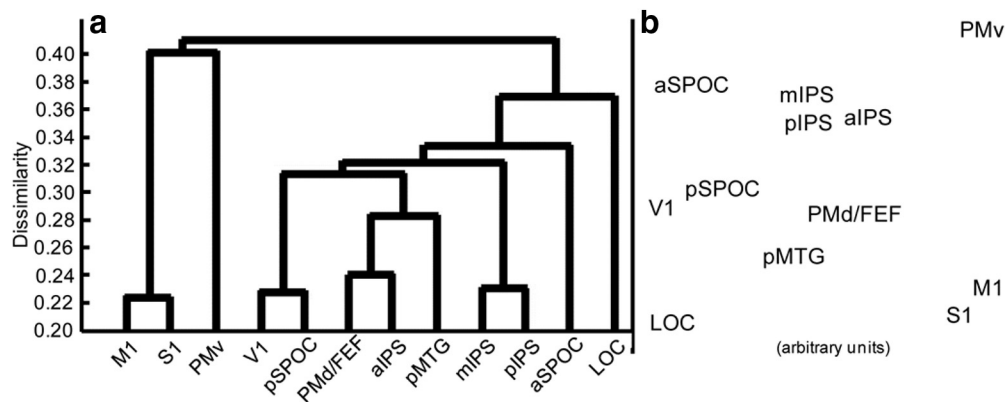 a
b
Dissimilarity
0.40
0.38
0.36
0.34
0.32
0.30
0.28
0.26
0.24
0.22
0.20
M1
S1
PMv
V1
pSPOC
PMd/FEF
aIPS
pMTG
mIPS
pIPS
aSPOC
LOC
PMv
aSPOC
mIPS
pIPS
aIPS
pSPOC
V1
PMd/FEF
pMTG
M1
S1
LOC
(arbitrary units)